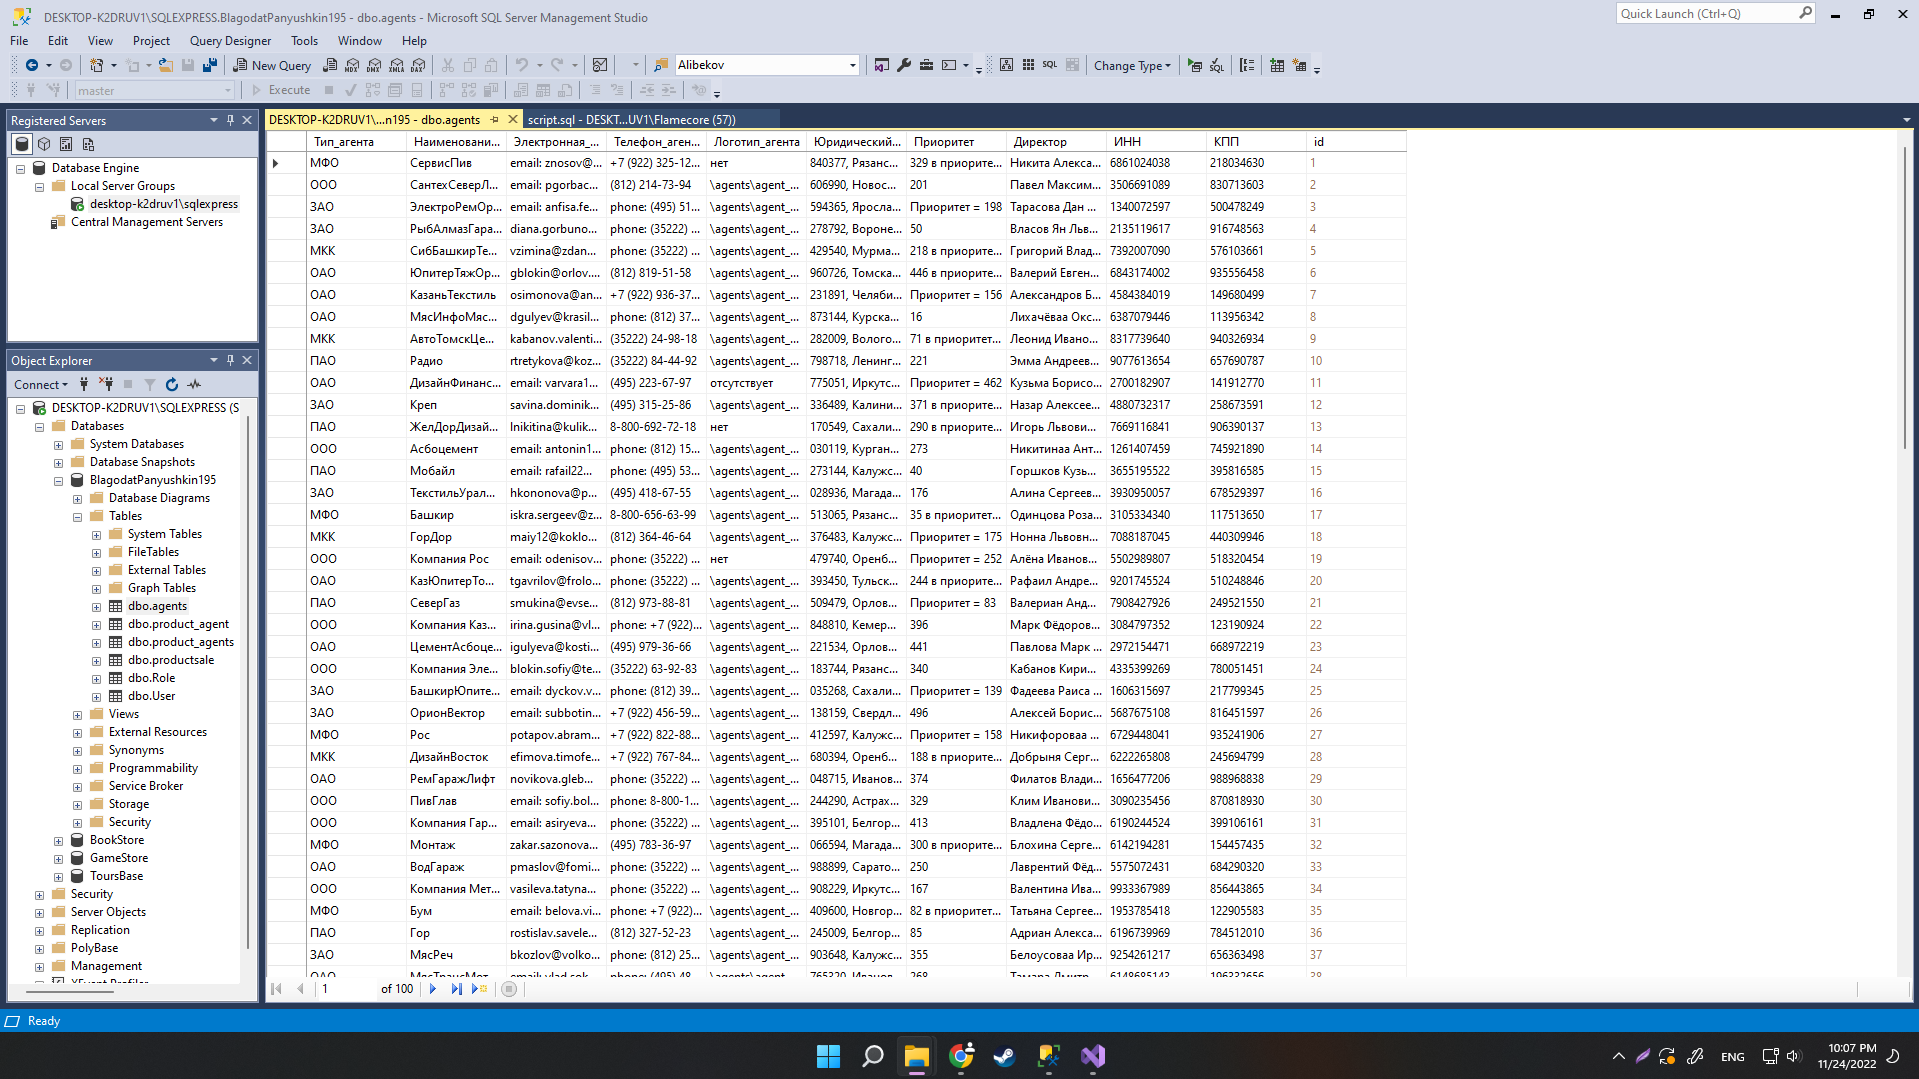 DESKTOP-K2DRUV1\SQLEXPRESS.BlagodatPanyushkin195 - dbo.agents - Microsoft SQL Server Management Studio
Quick Launch (Ctrl+Q)
File Edit View Project Query Designer Tools Window Help
New Query MDX DMX XMLA DAX Alibekov SQL Change Type
master Execute
Registered Servers
Database Engine
Local Server Groups
desktop-k2druv1\sqlexpress
Central Management Servers
Object Explorer
Connect
DESKTOP-K2DRUV1\SQLEXPRESS (S
Databases
System Databases
Database Snapshots
BlagodatPanyushkin195
Database Diagrams
Tables
System Tables
FileTables
External Tables
Graph Tables
dbo.agents
dbo.product_agent
dbo.product_agents
dbo.productsale
dbo.Role
dbo.User
Views
External Resources
Synonyms
Programmability
Service Broker
Storage
Security
BookStore
GameStore
ToursBase
Security
Server Objects
Replication
PolyBase
Management
XEvent Profiler
DESKTOP-K2DRUV1\...n195 - dbo.agents script.sql - DESKT...UV1\Flamecore (57))
Тип_агента Наименовани... Электронная_... Телефон_аген... Логотип_агента Юридический... Приоритет Директор ИНН КПП id
МФО СервисПив email: znosov@... +7 (922) 325-12... нет 840377, Рязанс... 329 в приорите... Никита Алекса... 6861024038 218034630 1
ООО СантехСеверЛ... email: pgorbac... (812) 214-73-94 \agents\agent_... 606990, Новос... 201 Павел Максим... 3506691089 830713603 2
ЗАО ЭлектроРемОр... email: anfisa.fe... phone: (495) 51... \agents\agent_... 594365, Яросла... Приоритет = 198 Тарасова Дан ... 1340072597 500478249 3
ЗАО РыбАлмазГара... diana.gorbuno... phone: (35222) ... \agents\agent_... 278792, Вороне... 50 Власов Ян Льв... 2135119617 916748563 4
МКК СибБашкирТе... vzimina@zdan... phone: (35222) ... \agents\agent_... 429540, Мурма... 218 в приорите... Григорий Влад... 7392007090 576103661 5
ОАО ЮпитерТяжОр... gblokin@orlov.... (812) 819-51-58 \agents\agent_... 960726, Томска... 446 в приорите... Валерий Евген... 6843174002 935556458 6
ОАО КазаньТекстиль osimonova@an... +7 (922) 936-37... \agents\agent_... 231891, Челяби... Приоритет = 156 Александров Б... 4584384019 149680499 7
ОАО МясИнфоМяс... dgulyev@krasil... phone: (812) 37... \agents\agent_... 873144, Курска... 16 Лихачёваа Окс... 6387079446 113956342 8
МКК АвтоТомскЦе... kabanov.valenti... (35222) 24-98-18 \agents\agent_... 282009, Волого... 71 в приоритет... Леонид Ивано... 8317739640 940326934 9
ПАО Радио rtretykova@koz... (35222) 84-44-92 \agents\agent_... 798718, Ленинг... 221 Эмма Андреев... 9077613654 657690787 10
ОАО ДизайнФинанс... email: varvara1... (495) 223-67-97 отсутствует 775051, Иркутс... Приоритет = 462 Кузьма Борисо... 2700182907 141912770 11
ЗАО Креп savina.dominik... (495) 315-25-86 \agents\agent_... 336489, Калини... 371 в приорите... Назар Алексее... 4880732317 258673591 12
ПАО ЖелДорДизай... lnikitina@kulik... 8-800-692-72-18 нет 170549, Сахали... 290 в приорите... Игорь Львови... 7669116841 906390137 13
ООО Асбоцемент email: antonin1... phone: (812) 15... \agents\agent_... 030119, Курган... 273 Никитинаа Ант... 1261407459 745921890 14
ПАО Мобайл email: rafail22... phone: (495) 53... \agents\agent_... 273144, Калужс... 40 Горшков Кузь... 3655195522 395816585 15
ЗАО ТекстильУрал... hkononova@p... (495) 418-67-55 \agents\agent_... 028936, Магада... 176 Алина Сергеев... 3930950057 678529397 16
МФО Башкир iskra.sergeev@z... 8-800-656-63-99 \agents\agent_... 513065, Рязанс... 35 в приоритет... Одинцова Роза... 3105334340 117513650 17
МКК ГорДор maiy12@koklo... (812) 364-46-64 \agents\agent_... 376483, Калужс... Приоритет = 175 Нонна Львовн... 7088187045 440309946 18
ООО Компания Рос email: odenisov... phone: (35222) ... нет 479740, Оренб... Приоритет = 252 Алёна Иванов... 5502989807 518320454 19
ОАО КазЮпитерТо... tgavrilov@frolo... phone: (35222) ... \agents\agent_... 393450, Тульск... 244 в приорите... Рафаил Андре... 9201745524 510248846 20
ПАО СеверГаз smukina@evse... (812) 973-88-81 \agents\agent_... 509479, Орлов... Приоритет = 83 Валериан Анд... 7908427926 249521550 21
ООО Компания Каз... irina.gusina@vl... phone: +7 (922)... \agents\agent_... 848810, Кемер... 396 Марк Фёдоров... 3084797352 123190924 22
ОАО ЦементАсбоце... igulyeva@kosti... (495) 979-36-66 \agents\agent_... 221534, Орлов... 441 Павлова Марк ... 2972154471 668972219 23
ООО Компания Эле... blokin.sofiy@te... (35222) 63-92-83 \agents\agent_... 183744, Рязанс... 340 Кабанов Кири... 4335399269 780051451 24
ЗАО БашкирЮпите... email: dyckov.v... phone: (812) 39... \agents\agent_... 035268, Сахали... Приоритет = 139 Фадеева Раиса ... 1606315697 217799345 25
ЗАО ОрионВектор email: subbotin... +7 (922) 456-59... \agents\agent_... 138159, Свердл... 496 Алексей Борис... 5687675108 816451597 26
МФО Рос potapov.abram... +7 (922) 822-88... \agents\agent_... 412597, Калужс... Приоритет = 158 Никифороваа ... 6729448041 935241906 27
МКК ДизайнВосток efimova.timofe... +7 (922) 767-84... \agents\agent_... 680394, Оренб... 188 в приорите... Добрыня Серг... 6222265808 245694799 28
ОАО РемГаражЛифт novikova.gleb... phone: (35222) ... \agents\agent_... 048715, Иванов... 374 Филатов Влади... 1656477206 988968838 29
ООО ПивГлав email: sofiy.bol... phone: 8-800-1... \agents\agent_... 244290, Астрах... 329 Клим Иванови... 3090235456 870818930 30
ООО Компания Гар... email: asiryeva... phone: (35222) ... \agents\agent_... 395101, Белгор... 413 Владлена Фёдо... 6190244524 399106161 31
МФО Монтаж zakar.sazonova... (495) 783-36-97 \agents\agent_... 066594, Магада... 300 в приорите... Блохина Серге... 6142194281 154457435 32
ОАО ВодГараж pmaslov@fomi... phone: (35222) ... \agents\agent_... 988899, Сарато... 250 Лаврентий Фёд... 5575072431 684290320 33
ООО Компания Мет... vasileva.tatyna... phone: (35222) ... \agents\agent_... 908229, Иркутс... 167 Валентина Ива... 9933367989 856443865 34
МФО Бум email: belova.vi... phone: +7 (922)... \agents\agent_... 409600, Новгор... 82 в приоритет... Татьяна Сергее... 1953785418 122905583 35
ПАО Гор rostislav.savele... (812) 327-52-23 \agents\agent_... 245009, Белгор... 85 Адриан Алекса... 6196739969 784512010 36
ЗАО МясРеч bkozlov@volko... phone: (812) 25... \agents\agent_... 903648, Калужс... 355 Белоусоваа Ир... 9254261217 656363498 37
ОАО МясТрансМот... email: vlad.sok... phone: (495) 48... \agents\agent_... 765320, Иванов... 268 Тамара Дмитр... 6148685143 196332656 38
1 of 100
Ready
ENG 10:07 PM
11/24/2022